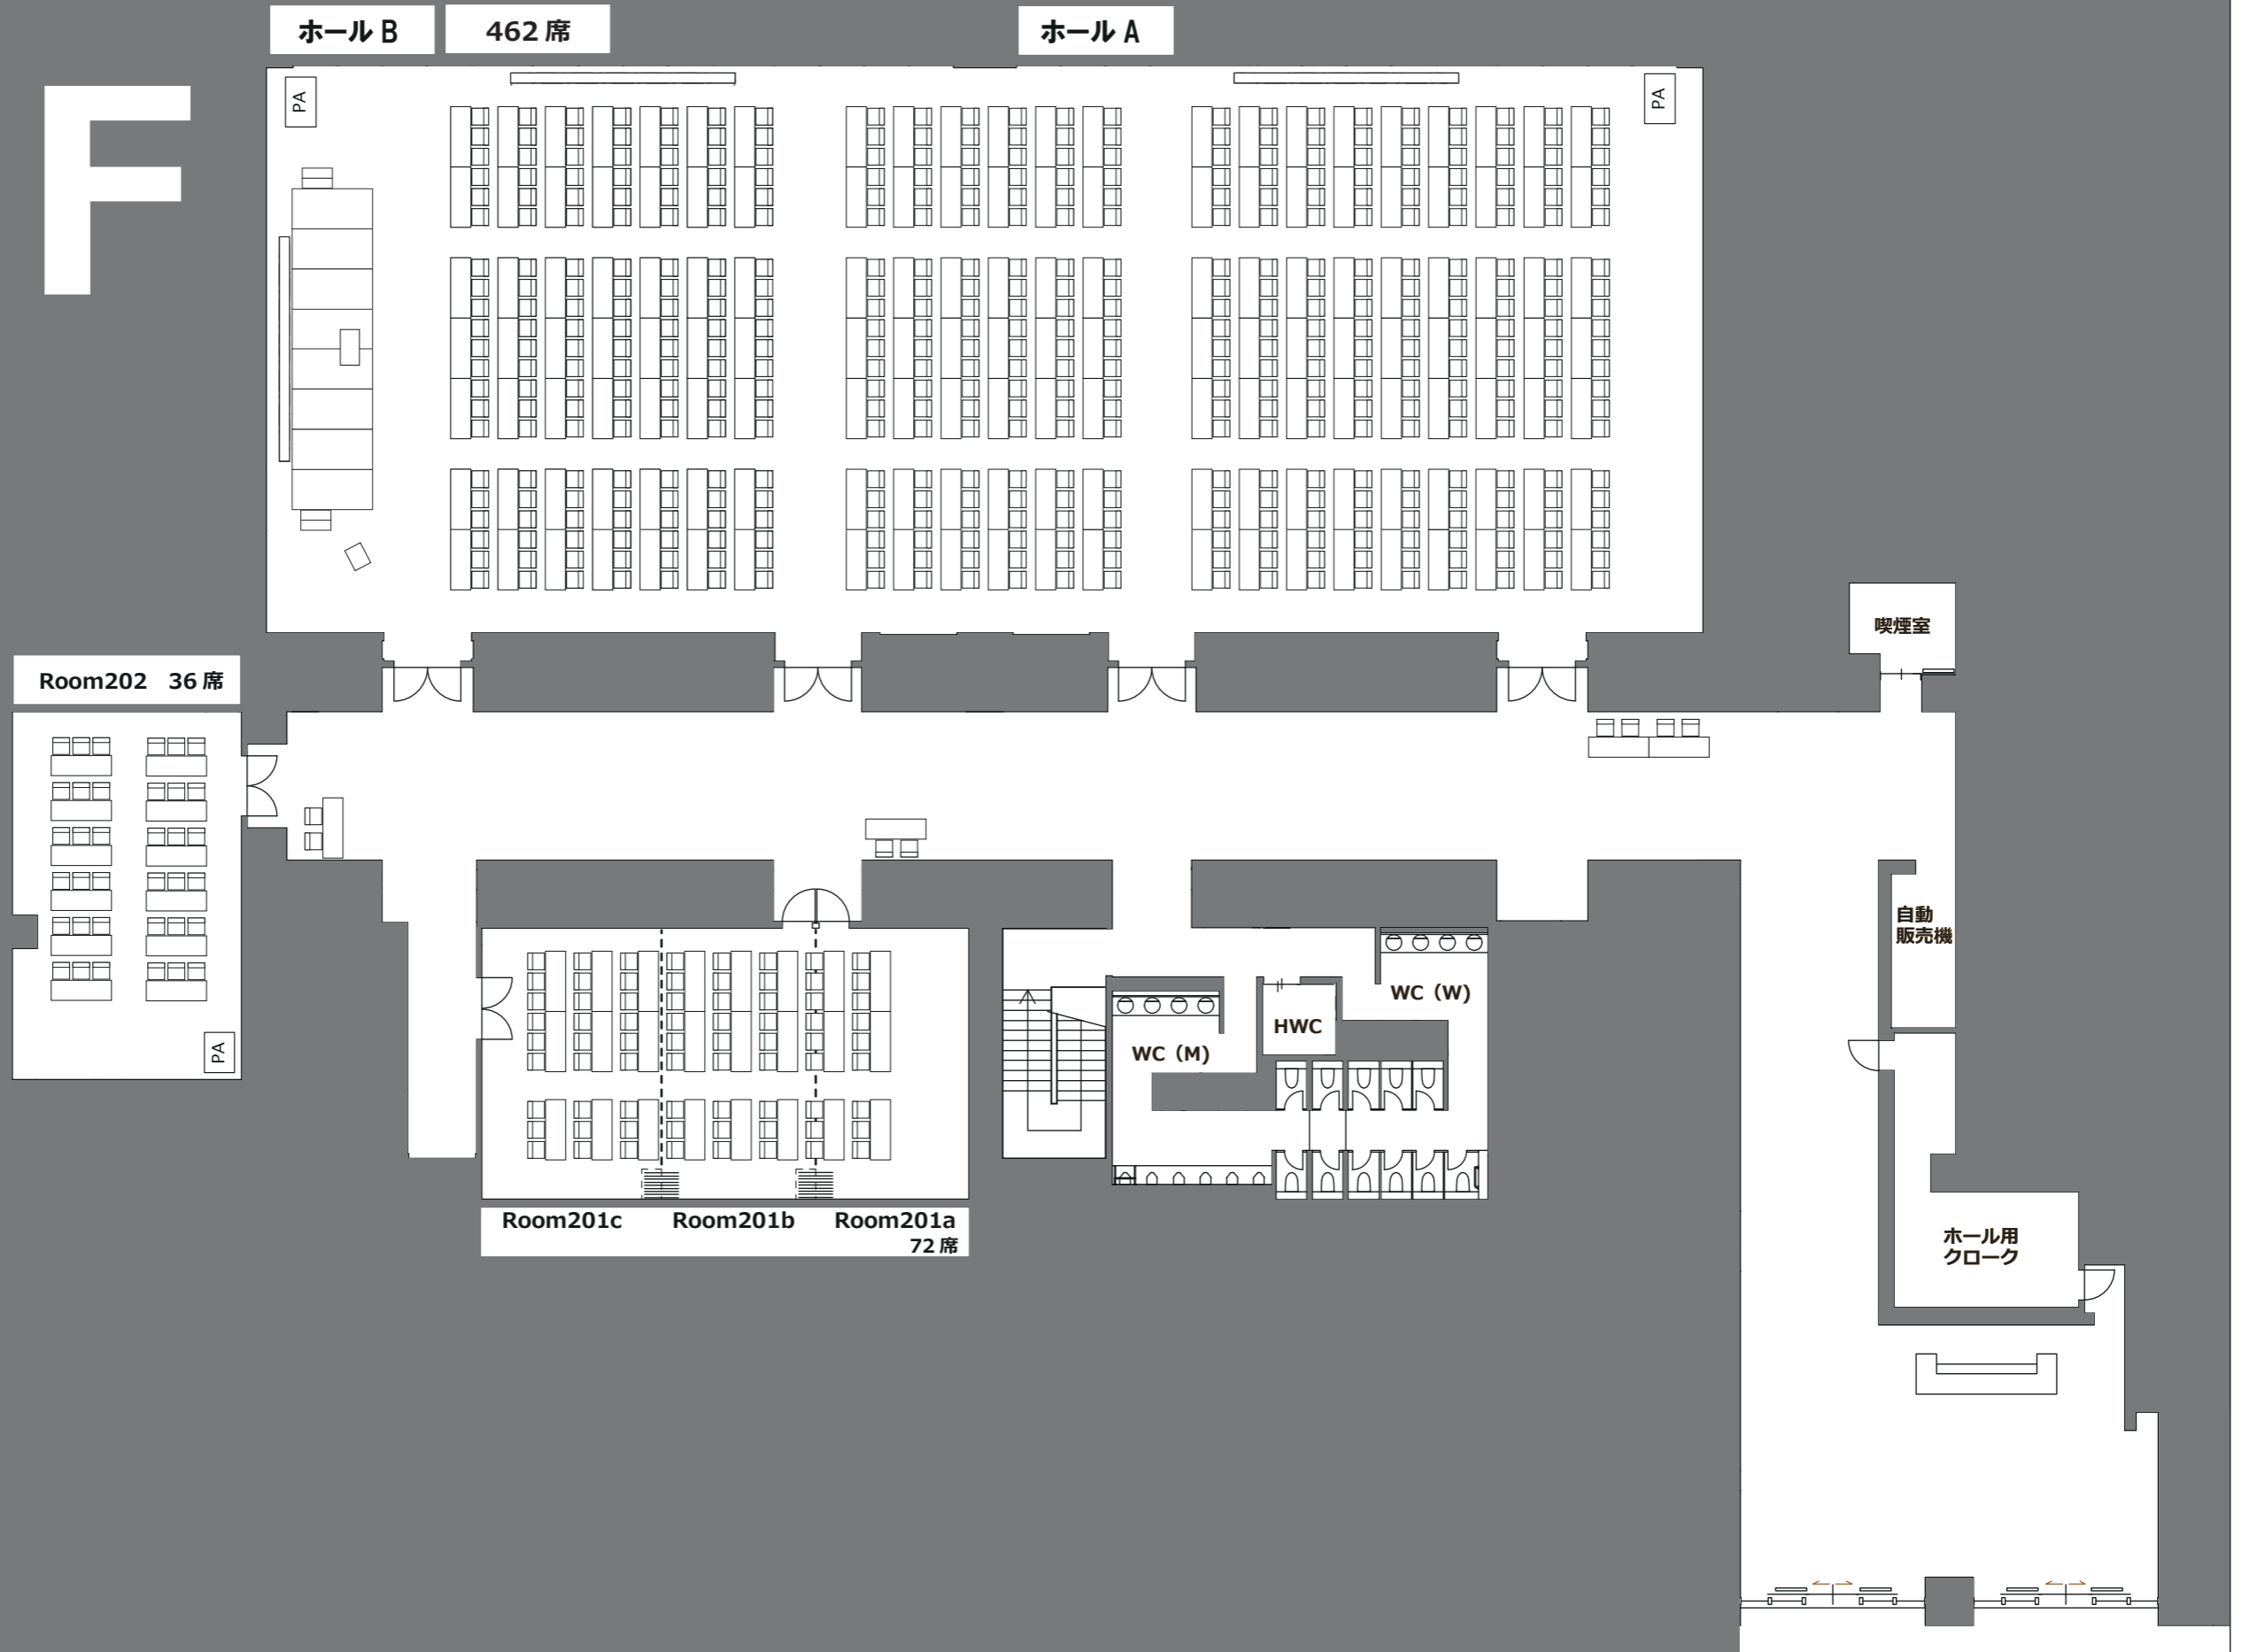 ホール B
462 席
ホール A
F
PA
PA
喫煙室
Room202 36 席
自動
販売機
WC（W）
HWC
WC（M）
PA
Room201c Room201b Room201a
72 席
ホール用
クローク